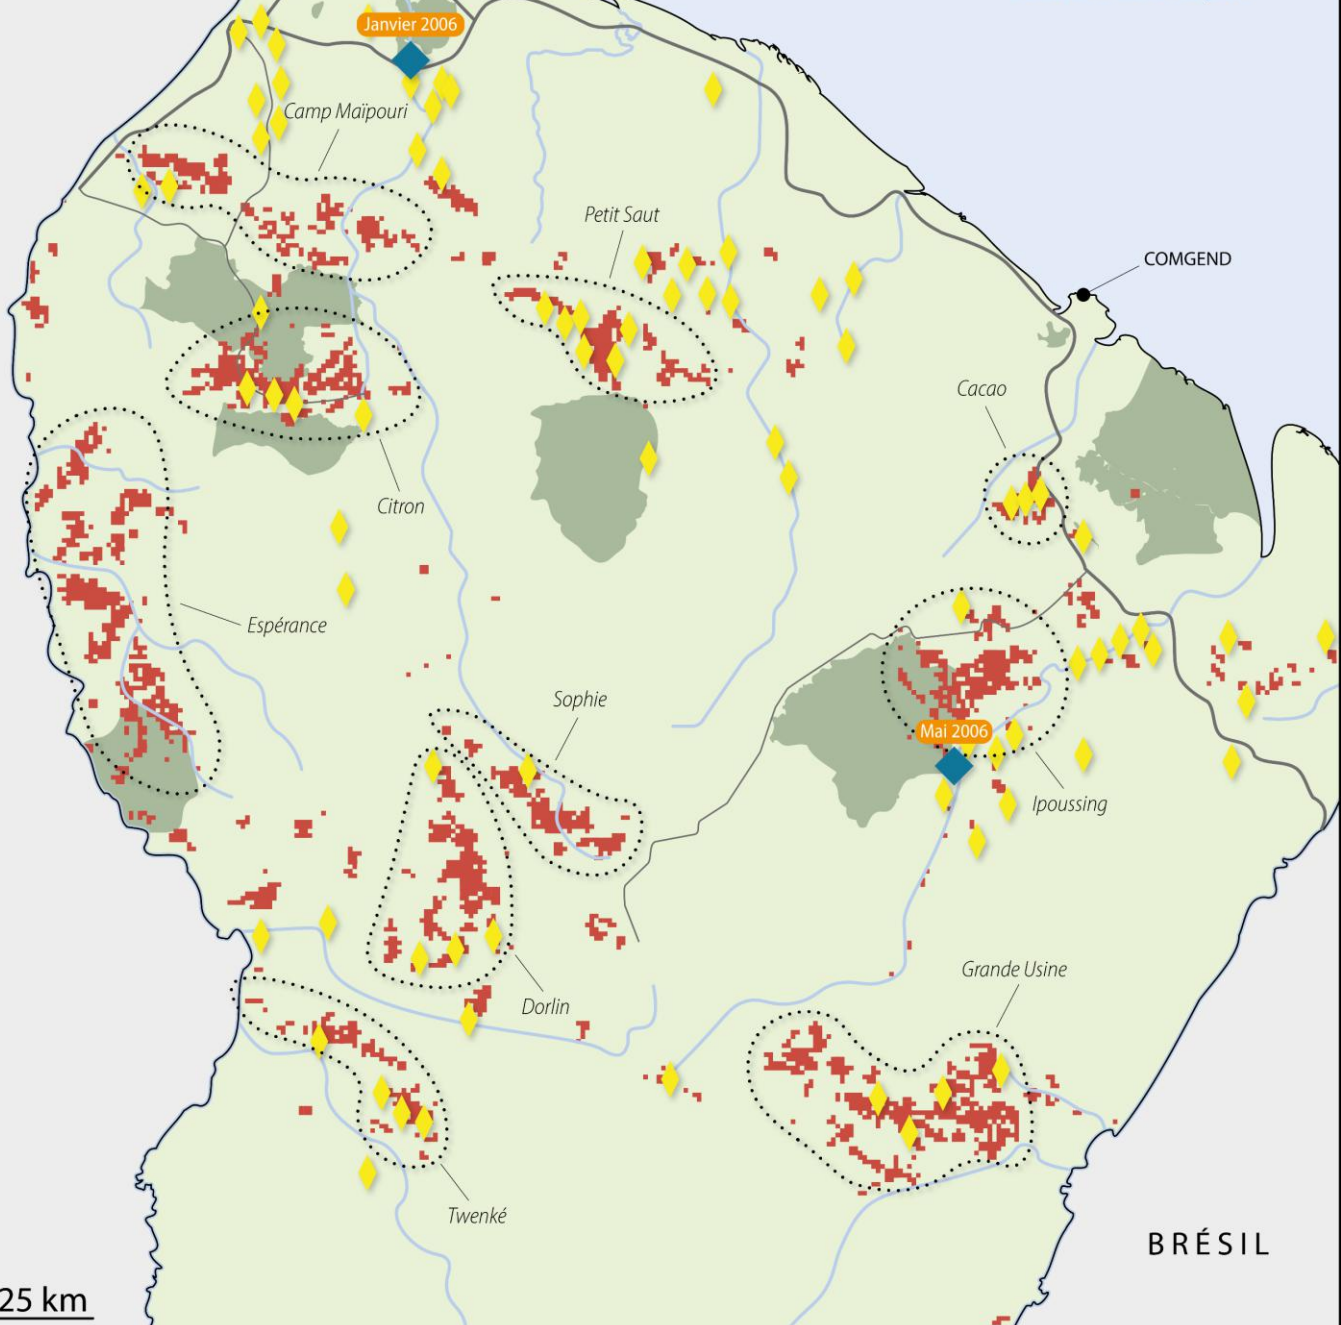 Janvier 2006
Camp Maïpouri
Petit Saut
COMGEND
Cacao
Citron
Espérance
Sophie
Mai 2006
Ipoussing
Grande Usine
Dorlin
Twenké
BRÉSIL
25 km